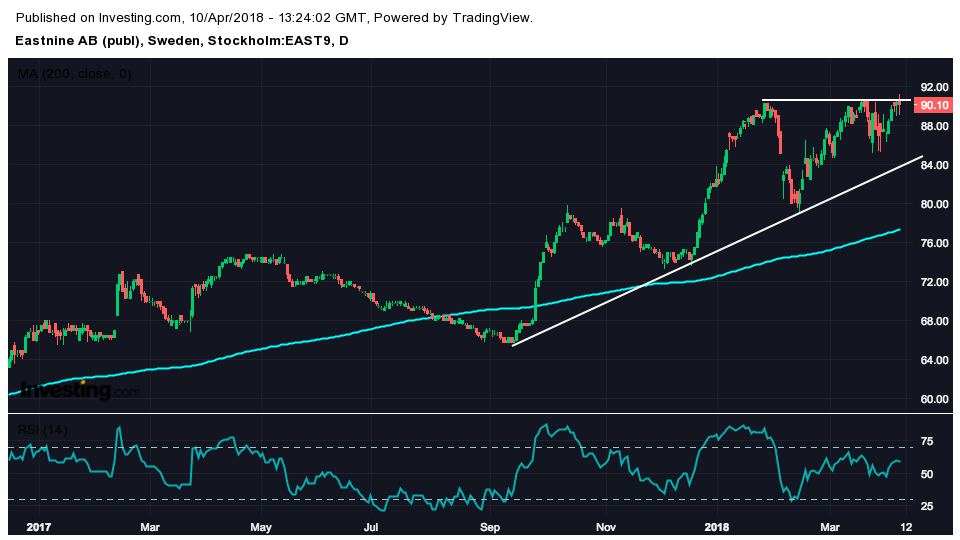 Published on Investing.com, 10/Apr/2018 - 13:24:02 GMT, Powered by TradingView.
Eastnine AB (publ), Sweden, Stockholm:EAST9, D
MA (200, close, 0)
92.00
90.10
88.00
84.00
80.00
76.00
72.00
68.00
64.00
60.00
Investing.com
RSI (14)
75
50
25
2017 Mar May Jul Sep Nov 2018 Mar 12